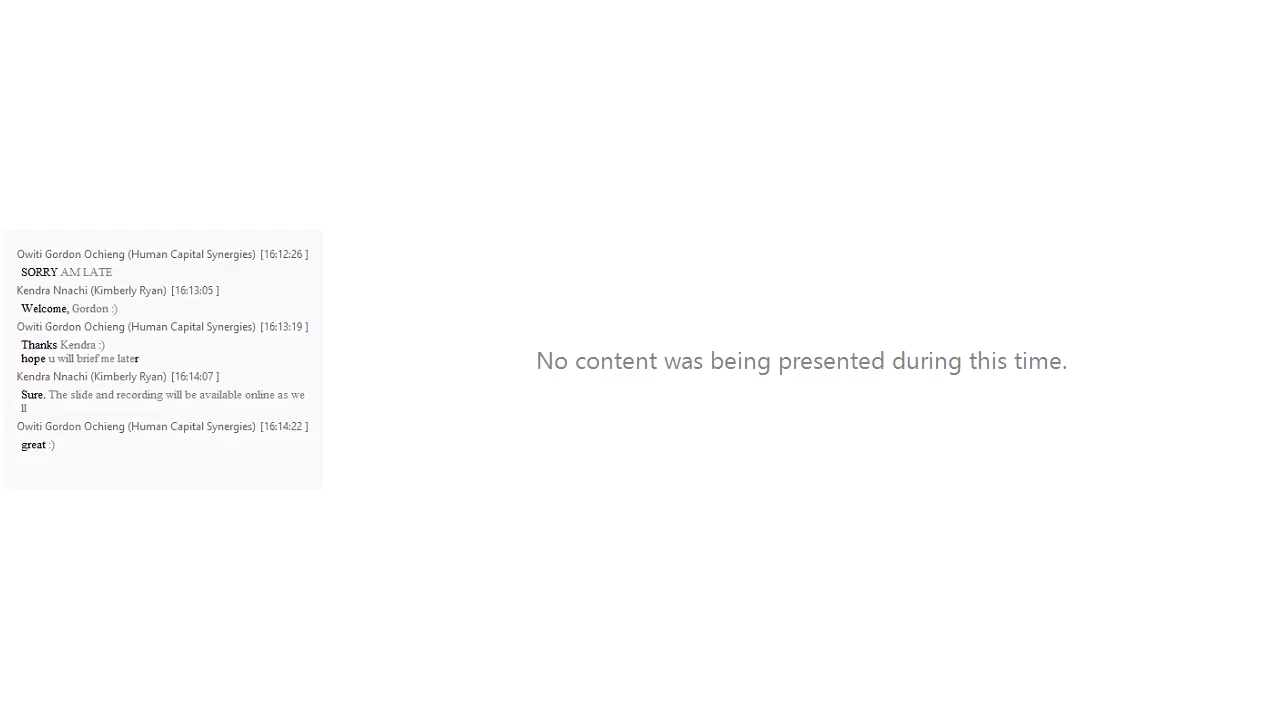 Owiti Gordon Ochieng (Human Capital Synergies) [16:12:26 ]
SORRY AM LATE
Kendra Nnachi (Kimberly Ryan) [16:13:05 ]
Welcome, Gordon :)
Owiti Gordon Ochieng (Human Capital Synergies) [16:13:19 ]
Thanks Kendra :)
hope u will brief me later
No content was being presented during this time.
Kendra Nnachi (Kimberly Ryan) [16:14:07 ]
Sure. The slide and recording will be available online as we
ll
Owiti Gordon Ochieng (Human Capital Synergies) [16:14:22 ]
great :)